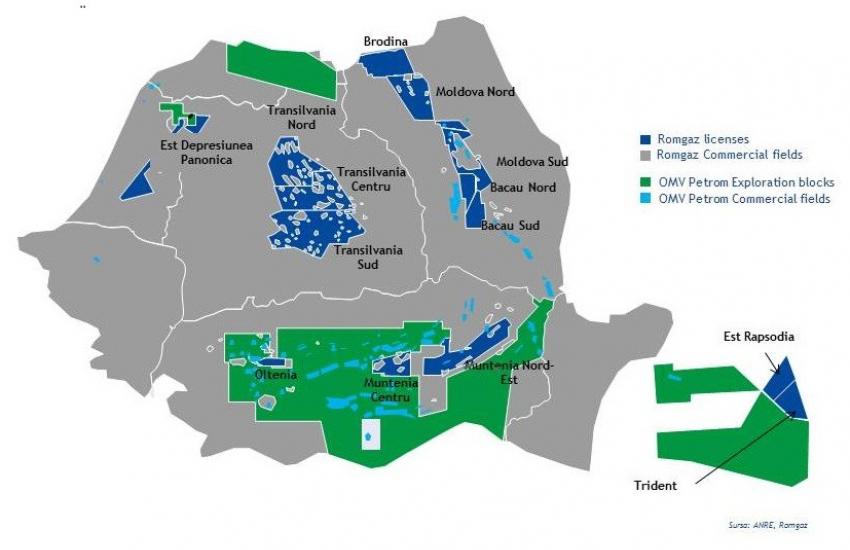 Brodina
Moldova Nord
Transilvania
Nord
Est Depresiunea
Panonica
Transilvania
Centru
Moldova Sud
Bacau Nord
Bacau Sud
Transilvania
Sud
Romgaz licenses
Romgaz Commercial fields
OMV Petrom Exploration blocks
OMV Petrom Commercial fields
Oltenia
Muntenia
Centru
Muntenia Nord-
Est
Est Rapsodia
Trident
Sursa: ANRE, Romgaz